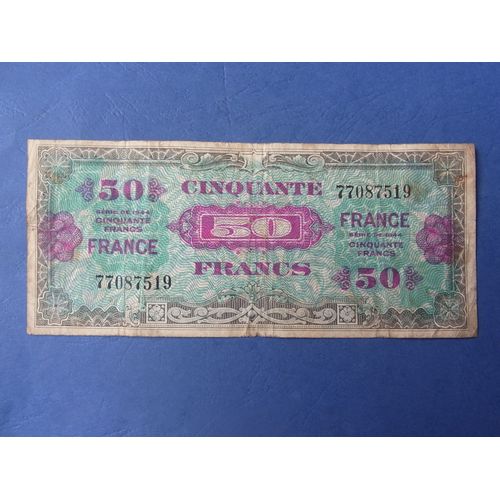 50
SÉRIE DE 1944
CINQUANTE
FRANCS
FRANCE
77087519
CINQUANTE
50
FRANCS
77087519
FRANCE
SÉRIE DE 1944
CINQUANTE
FRANCS
50